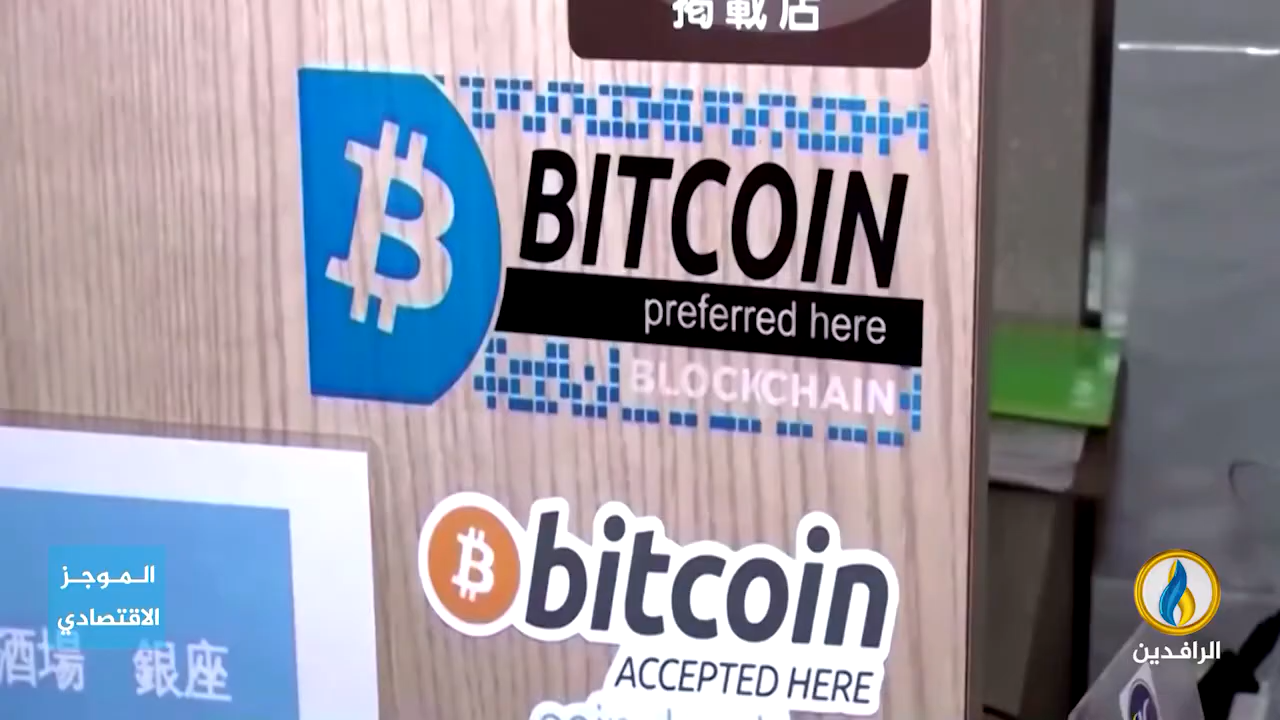 掲載店
BITCOIN
preferred here
BLOCKCHAIN
bitcoin
ACCEPTED HERE
الموجز
الاقتصادي
酒場 銀座
الرافدين